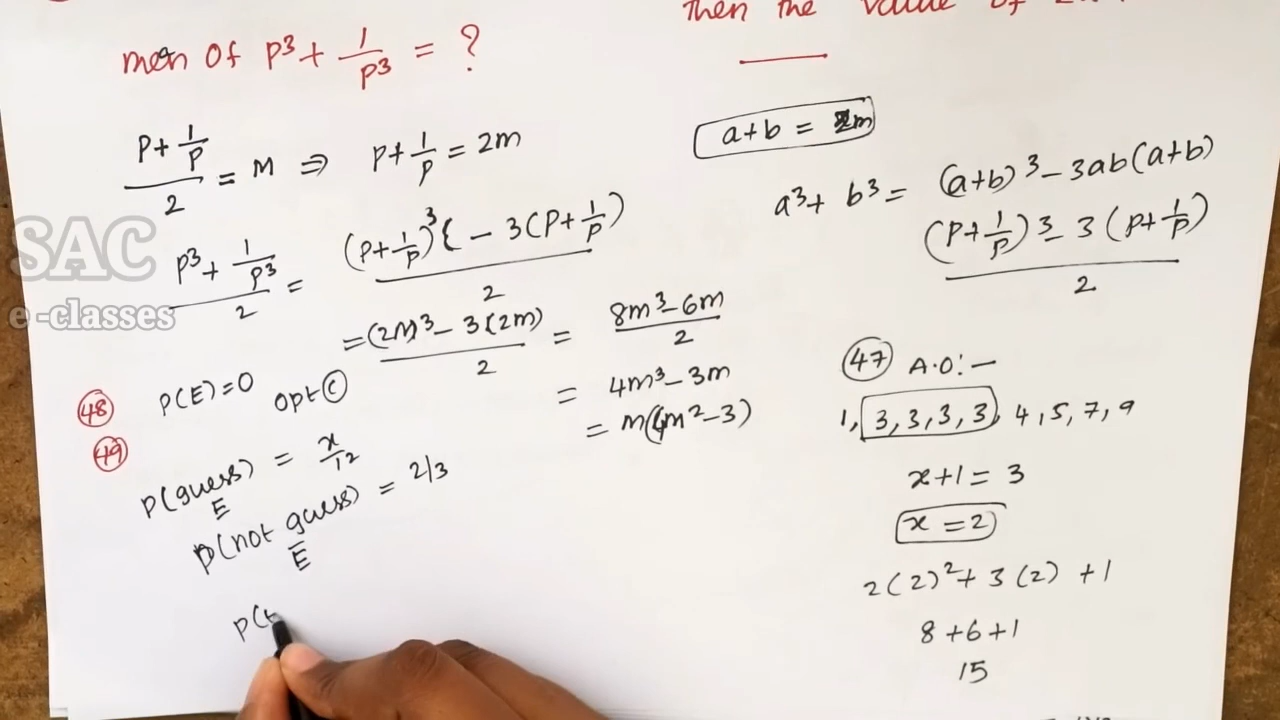 then the value of
mean of p³ + 1/p³ = ?
(P + 1/p)/2 = M ⇒ p + 1/p = 2m
(p³ + 1/p³)/2 = ((p + 1/p)³ { - 3(p + 1/p))/2
= ((2M)³ - 3(2m))/2 = (8m³ - 6m)/2
= 4m³ - 3m
= m(4m² - 3)
SAC
e-classes
48 P(E)=0 Opt C
49
P(guess) = x/12
E
P(not guess) = 2/3
E̅
P(
a+b = 2m
a³ + b³ = (a+b)³ - 3ab(a+b)
((p + 1/p)³ - 3(p + 1/p))/2
47 A.O:-
1, 3, 3, 3, 3, 4, 5, 7, 9
x+1 = 3
x = 2
2(2)² + 3(2) + 1
8 + 6 + 1
15